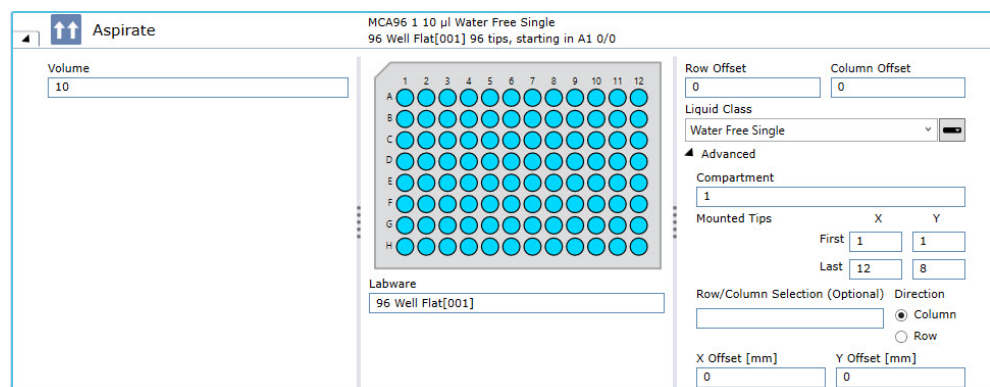 Aspirate
MCA96 1 10 µl Water Free Single
96 Well Flat[001] 96 tips, starting in A1 0/0
Volume
10
1 2 3 4 5 6 7 8 9 10 11 12
A
B
C
D
E
F
G
H
Labware
96 Well Flat[001]
Row Offset Column Offset
0 0
Liquid Class
Water Free Single
Advanced
Compartment
1
Mounted Tips X Y
First 1 1
Last 12 8
Row/Column Selection (Optional) Direction
Column
Row
X Offset [mm] Y Offset [mm]
0 0